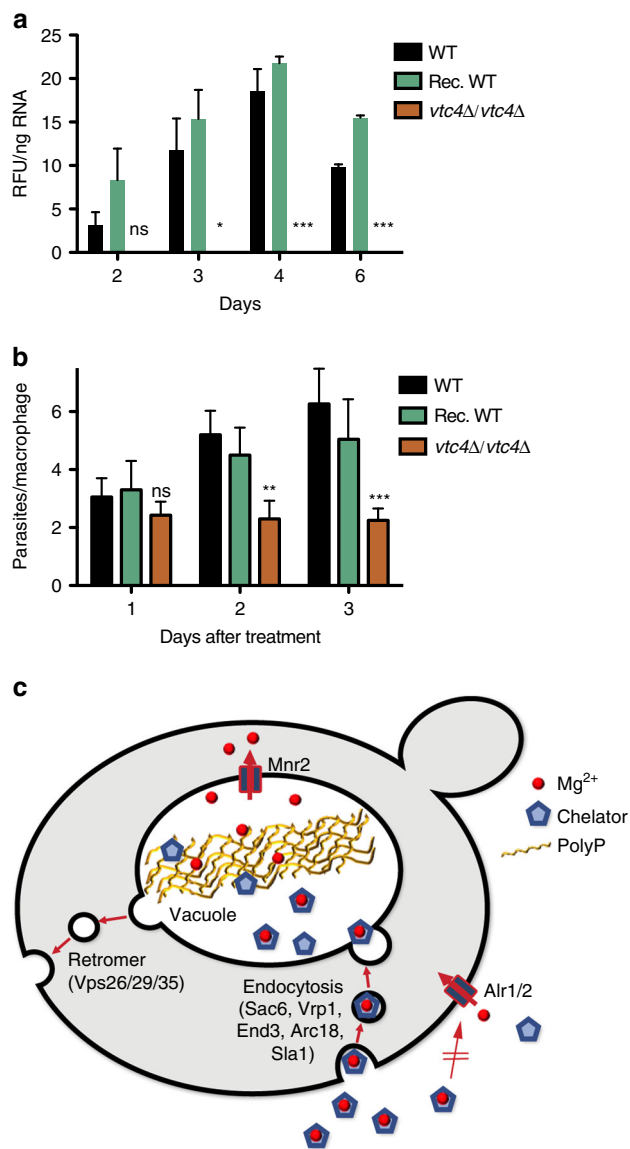 a
RFU/ng RNA
25
20
15
10
5
0
ns
*
***
***
2
3
4
6
Days
WT
Rec. WT
vtc4Δ/vtc4Δ
b
Parasites/macrophage
6
4
2
0
ns
**
***
1
2
3
Days after treatment
WT
Rec. WT
vtc4Δ/vtc4Δ
c
Mnr2
Mg2+
Chelator
PolyP
Vacuole
Retromer
(Vps26/29/35)
Endocytosis
(Sac6, Vrp1,
End3, Arc18,
Sla1)
Alr1/2